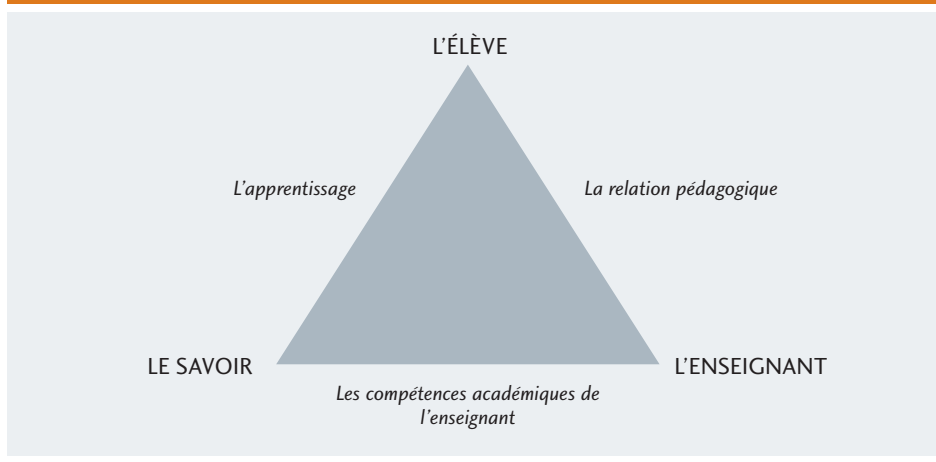 L'ÉLÈVE
L'apprentissage
La relation pédagogique
LE SAVOIR
L'ENSEIGNANT
Les compétences académiques de
l'enseignant